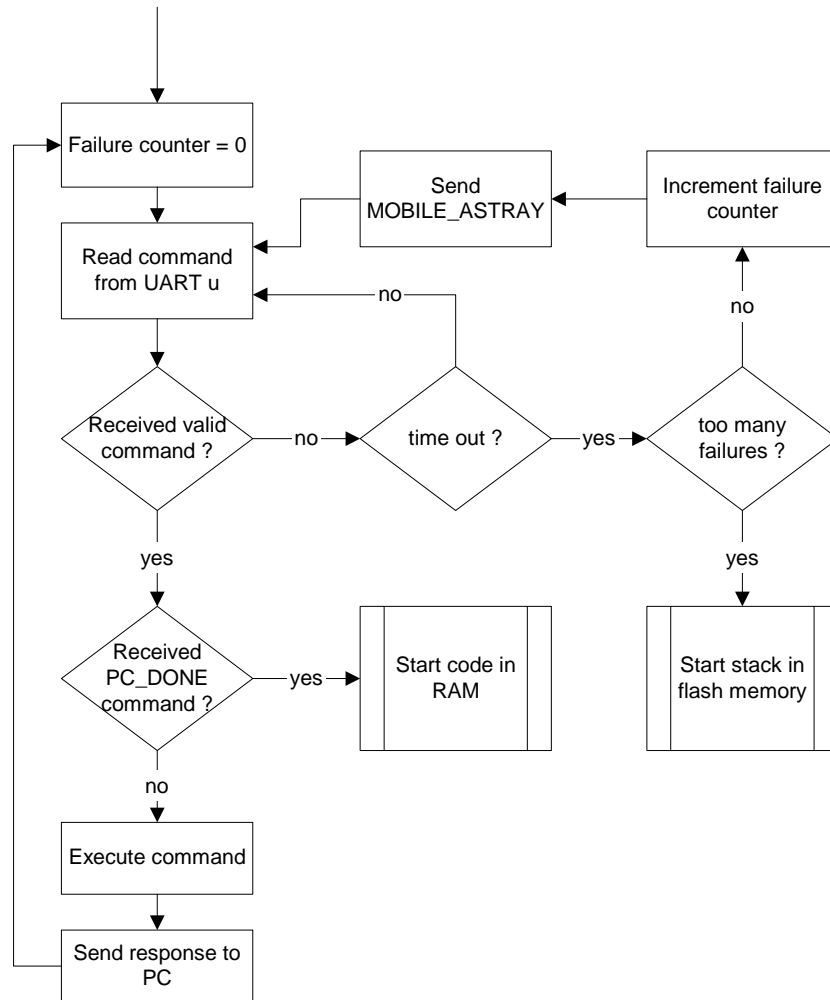 Failure counter = 0
Send
MOBILE_ASTRAY
Increment failure
counter
Read command
from UART u
no
no
Received valid
command ?
no
time out ?
yes
too many
failures ?
yes
yes
Received
PC_DONE
command ?
yes
Start code in
RAM
Start stack in
flash memory
no
Execute command
Send response to
PC